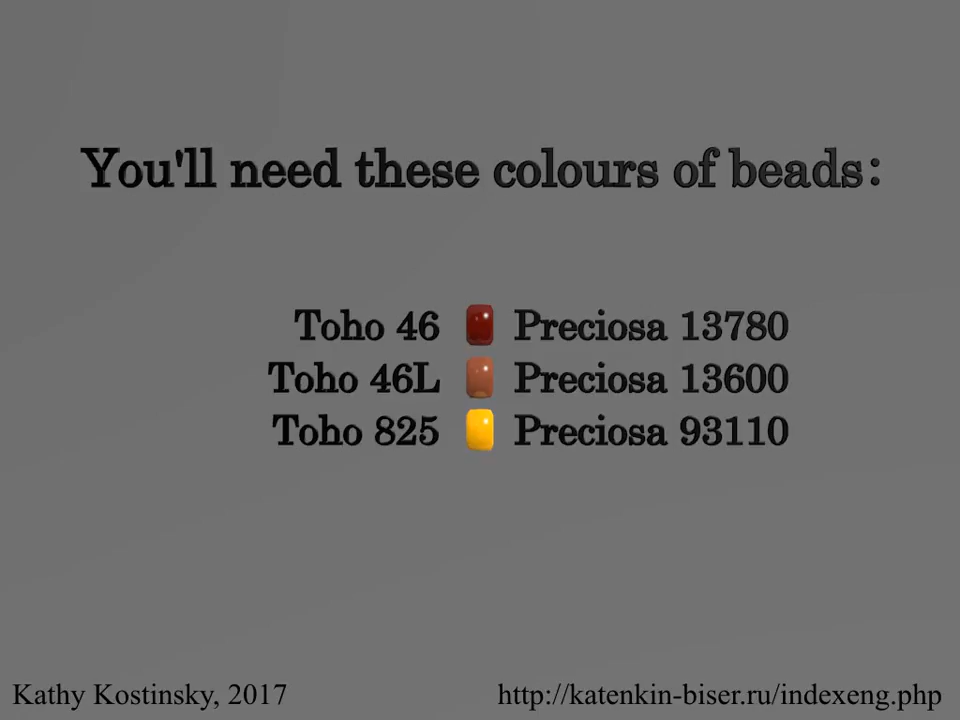 You'll need these colours of beads:
Toho 46 Preciosa 13780
Toho 46L Preciosa 13600
Toho 825 Preciosa 93110
Kathy Kostinsky, 2017 http://katenkin-biser.ru/indexeng.php